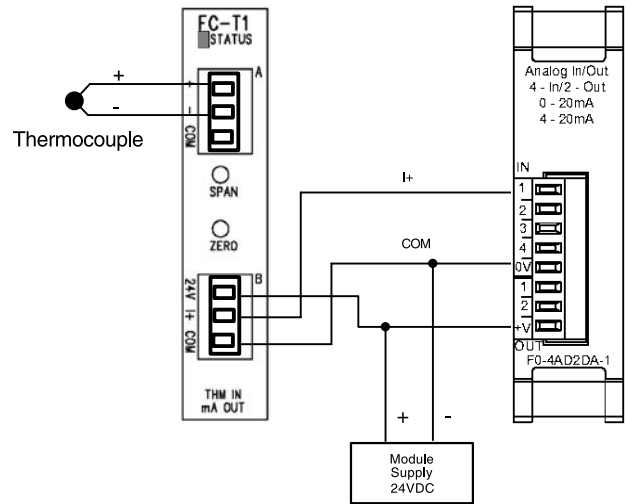 FC-T1
STATUS
A
+
-
COM
SPAN
ZERO
B
24V
I+
COM
THM IN
mA OUT
+
-
Thermocouple
I+
COM
Analog In/Out
4 - In/2 - Out
0 - 20mA
4 - 20mA
IN
1
2
3
4
0V
1
2
+V
OUT
F0-4AD2DA-1
+
-
Module
Supply
24VDC